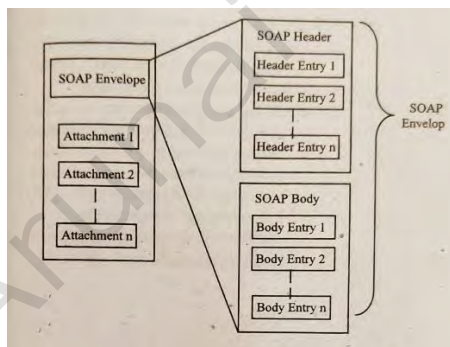 SOAP Envelope
Attachment 1
Attachment 2
Attachment n
SOAP Header
Header Entry 1
Header Entry 2
Header Entry n
SOAP Body
Body Entry 1
Body Entry 2
Body Entry n
SOAP
Envelop